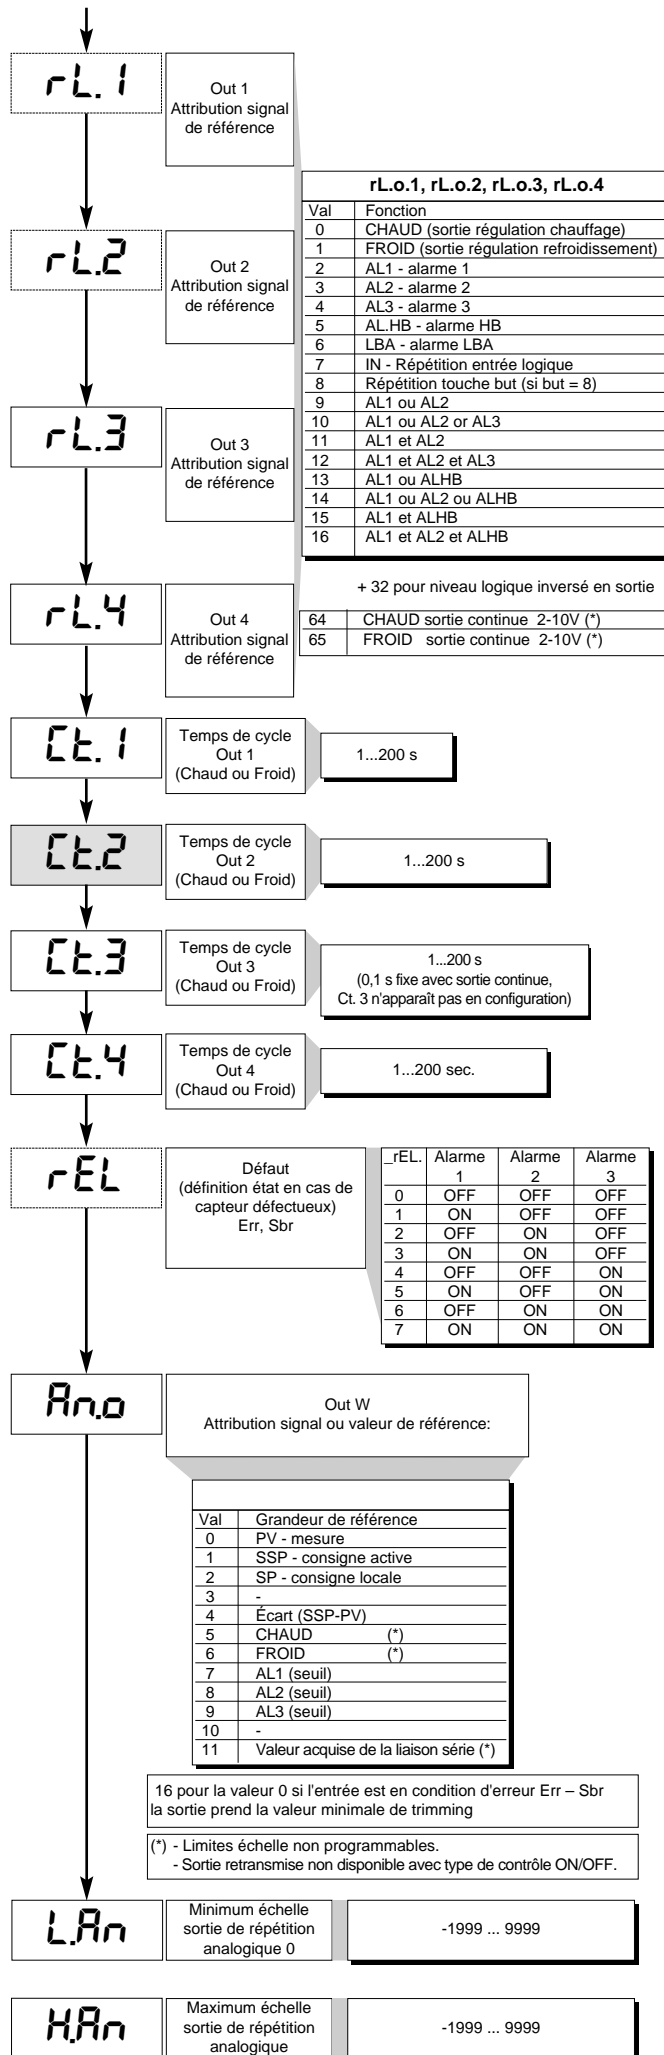 rL.1
Out 1
Attribution signal
de référence
rL.o.1, rL.o.2, rL.o.3, rL.o.4
Val Fonction
0 CHAUD (sortie régulation chauffage)
1 FROID (sortie régulation refroidissement)
2 AL1 - alarme 1
3 AL2 - alarme 2
4 AL3 - alarme 3
5 AL.HB - alarme HB
6 LBA - alarme LBA
7 IN - Répétition entrée logique
8 Répétition touche but (si but = 8)
9 AL1 ou AL2
10 AL1 ou AL2 or AL3
11 AL1 et AL2
12 AL1 et AL2 et AL3
13 AL1 ou ALHB
14 AL1 ou AL2 ou ALHB
15 AL1 et ALHB
16 AL1 et AL2 et ALHB
+ 32 pour niveau logique inversé en sortie
64 CHAUD sortie continue 2-10V (*)
65 FROID sortie continue 2-10V (*)
rL.2
Out 2
Attribution signal
de référence
rL.3
Out 3
Attribution signal
de référence
rL.4
Out 4
Attribution signal
de référence
Ct.1
Temps de cycle
Out 1
(Chaud ou Froid)
1...200 s
Ct.2
Temps de cycle
Out 2
(Chaud ou Froid)
1...200 s
Ct.3
Temps de cycle
Out 3
(Chaud ou Froid)
1...200 s
(0,1 s fixe avec sortie continue,
Ct. 3 n'apparaît pas en configuration)
Ct.4
Temps de cycle
Out 4
(Chaud ou Froid)
1...200 sec.
rEL
Défaut
(définition état en cas de
capteur défectueux)
Err, Sbr
_rEL. Alarme 1 Alarme 2 Alarme 3
0 OFF OFF OFF
1 ON OFF OFF
2 OFF ON OFF
3 ON ON OFF
4 OFF OFF ON
5 ON OFF ON
6 OFF ON ON
7 ON ON ON
An.o
Out W
Attribution signal ou valeur de référence:
Val Grandeur de référence
0 PV - mesure
1 SSP - consigne active
2 SP - consigne locale
3 -
4 Écart (SSP-PV)
5 CHAUD (*)
6 FROID (*)
7 AL1 (seuil)
8 AL2 (seuil)
9 AL3 (seuil)
10 -
11 Valeur acquise de la liaison série (*)
16 pour la valeur 0 si l'entrée est en condition d'erreur Err – Sbr
la sortie prend la valeur minimale de trimming
(*) - Limites échelle non programmables.
- Sortie retransmise non disponible avec type de contrôle ON/OFF.
L.An
Minimum échelle
sortie de répétition
analogique 0
-1999 ... 9999
H.An
Maximum échelle
sortie de répétition
analogique
-1999 ... 9999